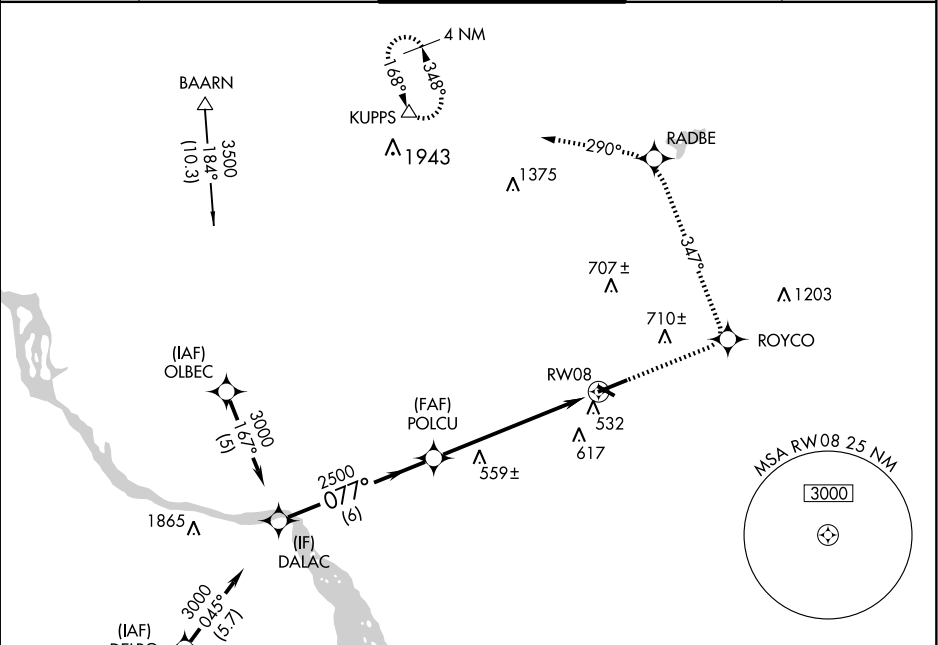 4 NM
168°
348°
BAARN
KUPPS
3500
184°
(10.3)
1943
RADBE
290°
1375
347°
707±
1203
710±
ROYCO
(IAF)
OLBEC
RW08
3000
167°
(5)
(FAF)
POLCU
532
617
559±
2500
077°
(6)
MSA RW08 25 NM
3000
1865
(IF)
DALAC
3000
045°
(5.7)
(IAF)